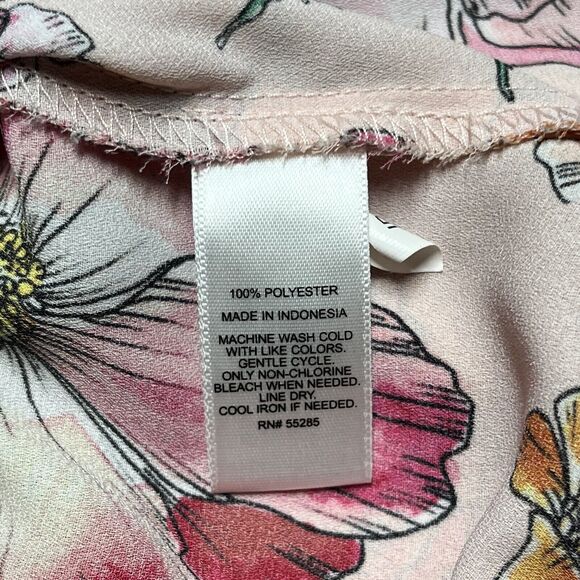 100% POLYESTER
MADE IN INDONESIA
MACHINE WASH COLD
WITH LIKE COLORS.
GENTLE CYCLE.
ONLY NON-CHLORINE
BLEACH WHEN NEEDED.
LINE DRY.
COOL IRON IF NEEDED.
RN# 55285